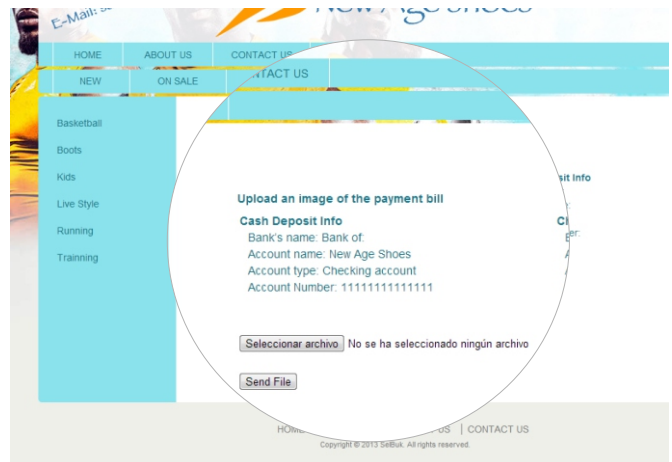 E-Mail:
New Age Shoes
HOME ABOUT US CONTACT US
NTACT US
NEW ON SALE
Basketball
Boots
Kids
Live Style
Running
Trainning
Upload an image of the payment bill
Cash Deposit Info
Bank's name: Bank of:
Account name: New Age Shoes
Account type: Checking account
Account Number: 11111111111111
sit Info
er:
Seleccionar archivo No se ha seleccionado ningún archivo
Send File
HOME US | CONTACT US
Copyright © 2013 SelBuk. All rights reserved.